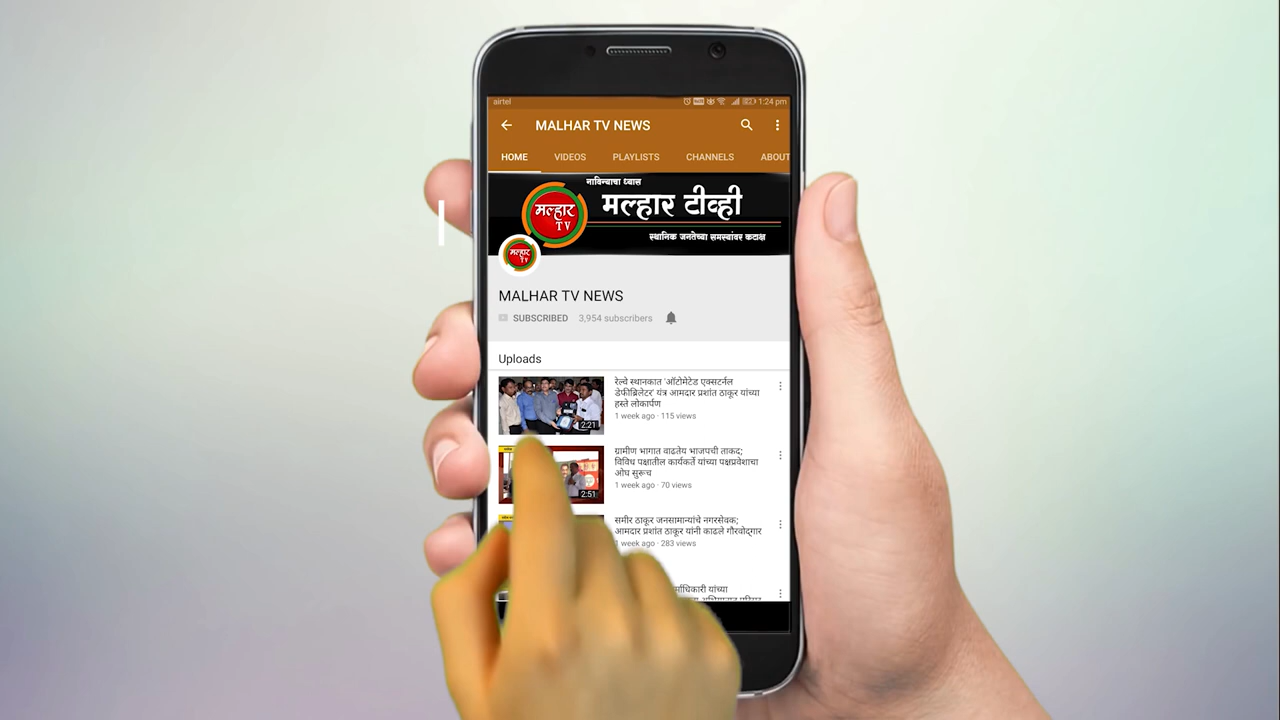 airtel 1:24 pm
MALHAR TV NEWS
HOME VIDEOS PLAYLISTS CHANNELS ABOUT
नाविन्याचा ध्यास
मल्हार टीव्ही
मल्हार
TV
स्थानिक जनतेच्या समस्यांवर कटाक्ष
मल्हार
TV
MALHAR TV NEWS
SUBSCRIBED 3,954 subscribers
Uploads
रेल्वे स्थानकात 'ऑटोमेटेड एक्सटर्नल
डेफीब्रिलेटर' यंत्र आमदार प्रशांत ठाकूर यांच्या
हस्ते लोकार्पण
1 week ago · 115 views
2:21
ग्रामीण भागात वाढतेय भाजपची ताकद;
विविध पक्षातील कार्यकर्ते यांच्या पक्षप्रवेशाचा
ओघ सुरूच
1 week ago · 70 views
2:51
समीर ठाकूर जनसामान्यांचे नगरसेवक;
आमदार प्रशांत ठाकूर यांनी काढले गौरवोद्गार
1 week ago · 283 views
यांच्या